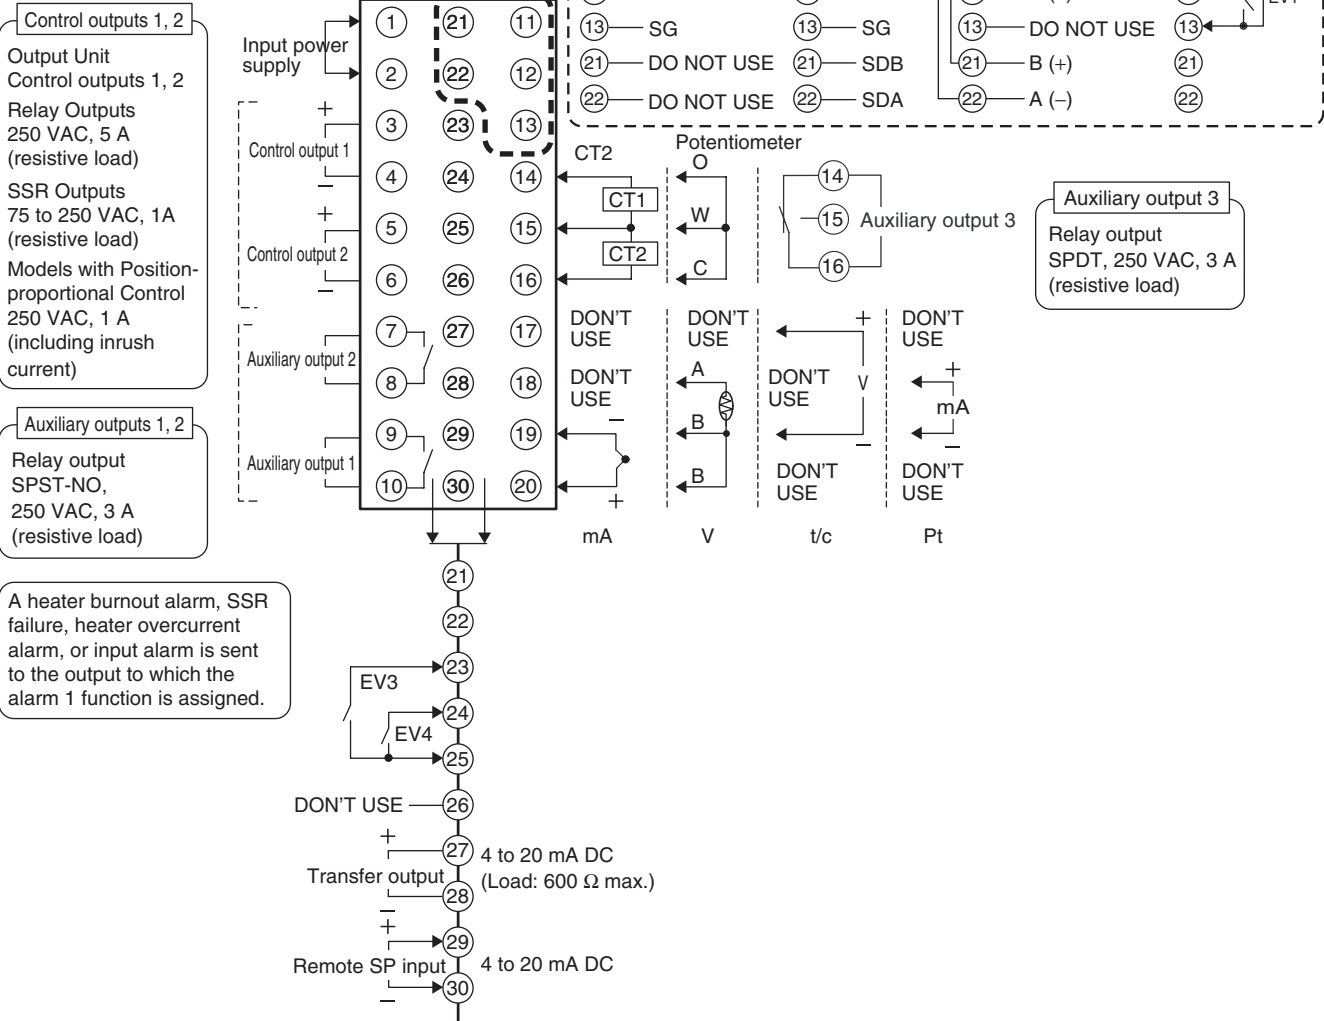 Control outputs 1, 2
Output Unit
Control outputs 1, 2
Relay Outputs
250 VAC, 5 A
(resistive load)
SSR Outputs
75 to 250 VAC, 1A
(resistive load)
Models with Position-
proportional Control
250 VAC, 1 A
(including inrush
current)
Auxiliary outputs 1, 2
Relay output
SPST-NO,
250 VAC, 3 A
(resistive load)
A heater burnout alarm, SSR
failure, heater overcurrent
alarm, or input alarm is sent
to the output to which the
alarm 1 function is assigned.
Input power
supply
+
Control output 1
−
+
Control output 2
−
Auxiliary output 2
Auxiliary output 1
1 21 11
2 22 12
3 23 13
4 24 14
5 25 15
6 26 16
7 27 17
8 28 18
9 29 19
10 30 20
13 SG
21 DO NOT USE
22 DO NOT USE
13 SG
21 SDB
22 SDA
13 DO NOT USE
21 B (+)
22 A (−)
13
21
22
CT2
CT1
CT2
Potentiometer
O
W
C
14
15 Auxiliary output 3
16
Auxiliary output 3
Relay output
SPDT, 250 VAC, 3 A
(resistive load)
DON'T
USE
DON'T
USE
−
+
mA
DON'T
USE
A
B
B
V
+
DON'T
USE
V
−
DON'T
USE
t/c
DON'T
USE
+
mA
−
DON'T
USE
Pt
21
22
23
EV3
24
EV4
25
DON'T USE 26
+
27 4 to 20 mA DC
Transfer output (Load: 600 Ω max.)
28
−
+
29
Remote SP input 4 to 20 mA DC
30
−